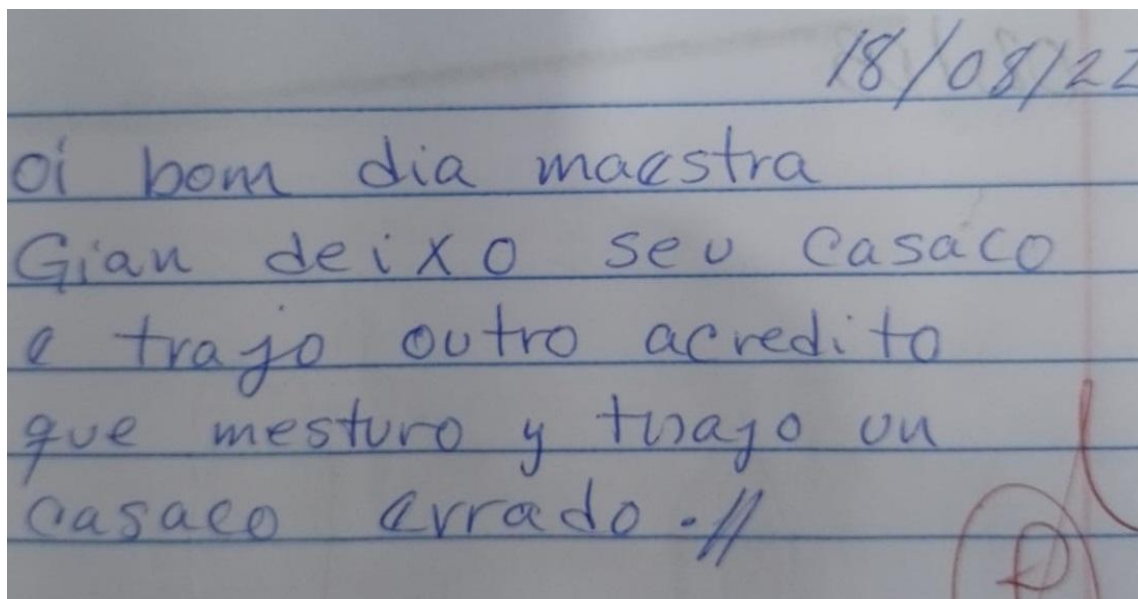 18/08/22
oi bom dia maestra
Gian deixo seu casaco
e trajo outro acredito
que mesturo y trajo un
casaco errado.//